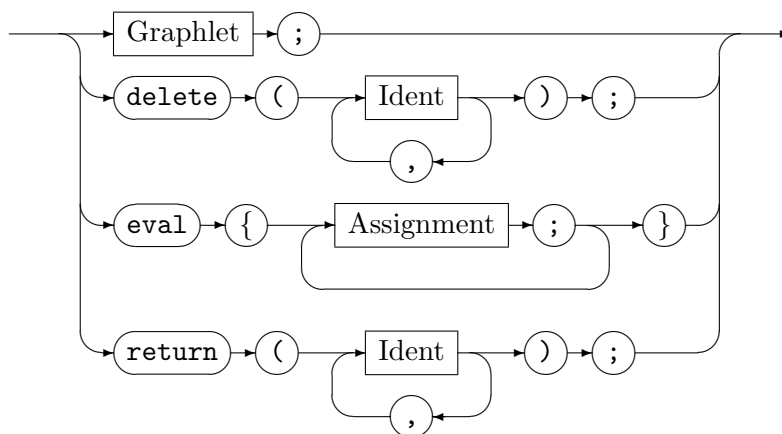 Graphlet ;
delete ( Ident ) ;
,
eval { Assignment ; }
return ( Ident ) ;
,